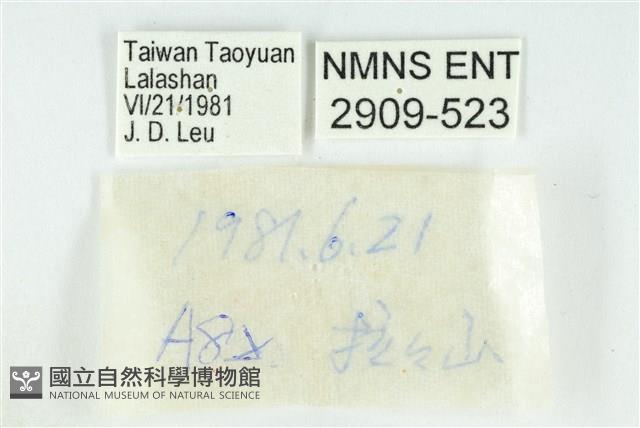 Taiwan Taoyuan
Lalashan
VI/21/1981
J. D. Leu
NMNS ENT
2909-523
1981.6.21
拉々山
國立自然科學博物館
NATIONAL MUSEUM OF NATURAL SCIENCE